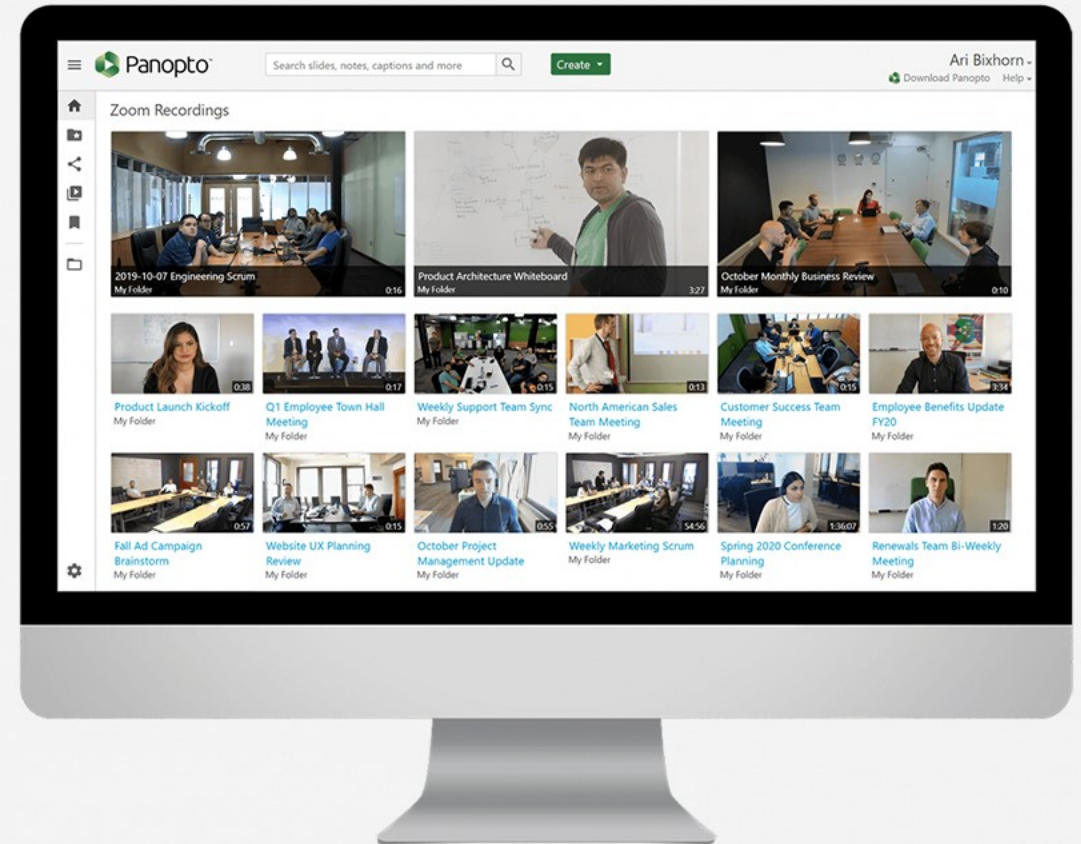 Panopto
Search slides, notes, captions and more
Create
Ari Bixhorn
Download Panopto Help
Zoom Recordings
2019-10-07 Engineering Scrum
My Folder
0:16
Product Architecture Whiteboard
My Folder
3:27
October Monthly Business Review
My Folder
0:10
0:38
0:17
0:15
0:13
0:15
3:34
Product Launch Kickoff
My Folder
Q1 Employee Town Hall
Meeting
My Folder
Weekly Support Team Sync
My Folder
North American Sales
Team Meeting
My Folder
Customer Success Team
Meeting
My Folder
Employee Benefits Update
FY20
My Folder
0:57
0:15
0:55
54:56
1:36:07
1:20
Fall Ad Campaign
Brainstorm
My Folder
Website UX Planning
Review
My Folder
October Project
Management Update
My Folder
Weekly Marketing Scrum
My Folder
Spring 2020 Conference
Planning
My Folder
Renewals Team Bi-Weekly
Meeting
My Folder